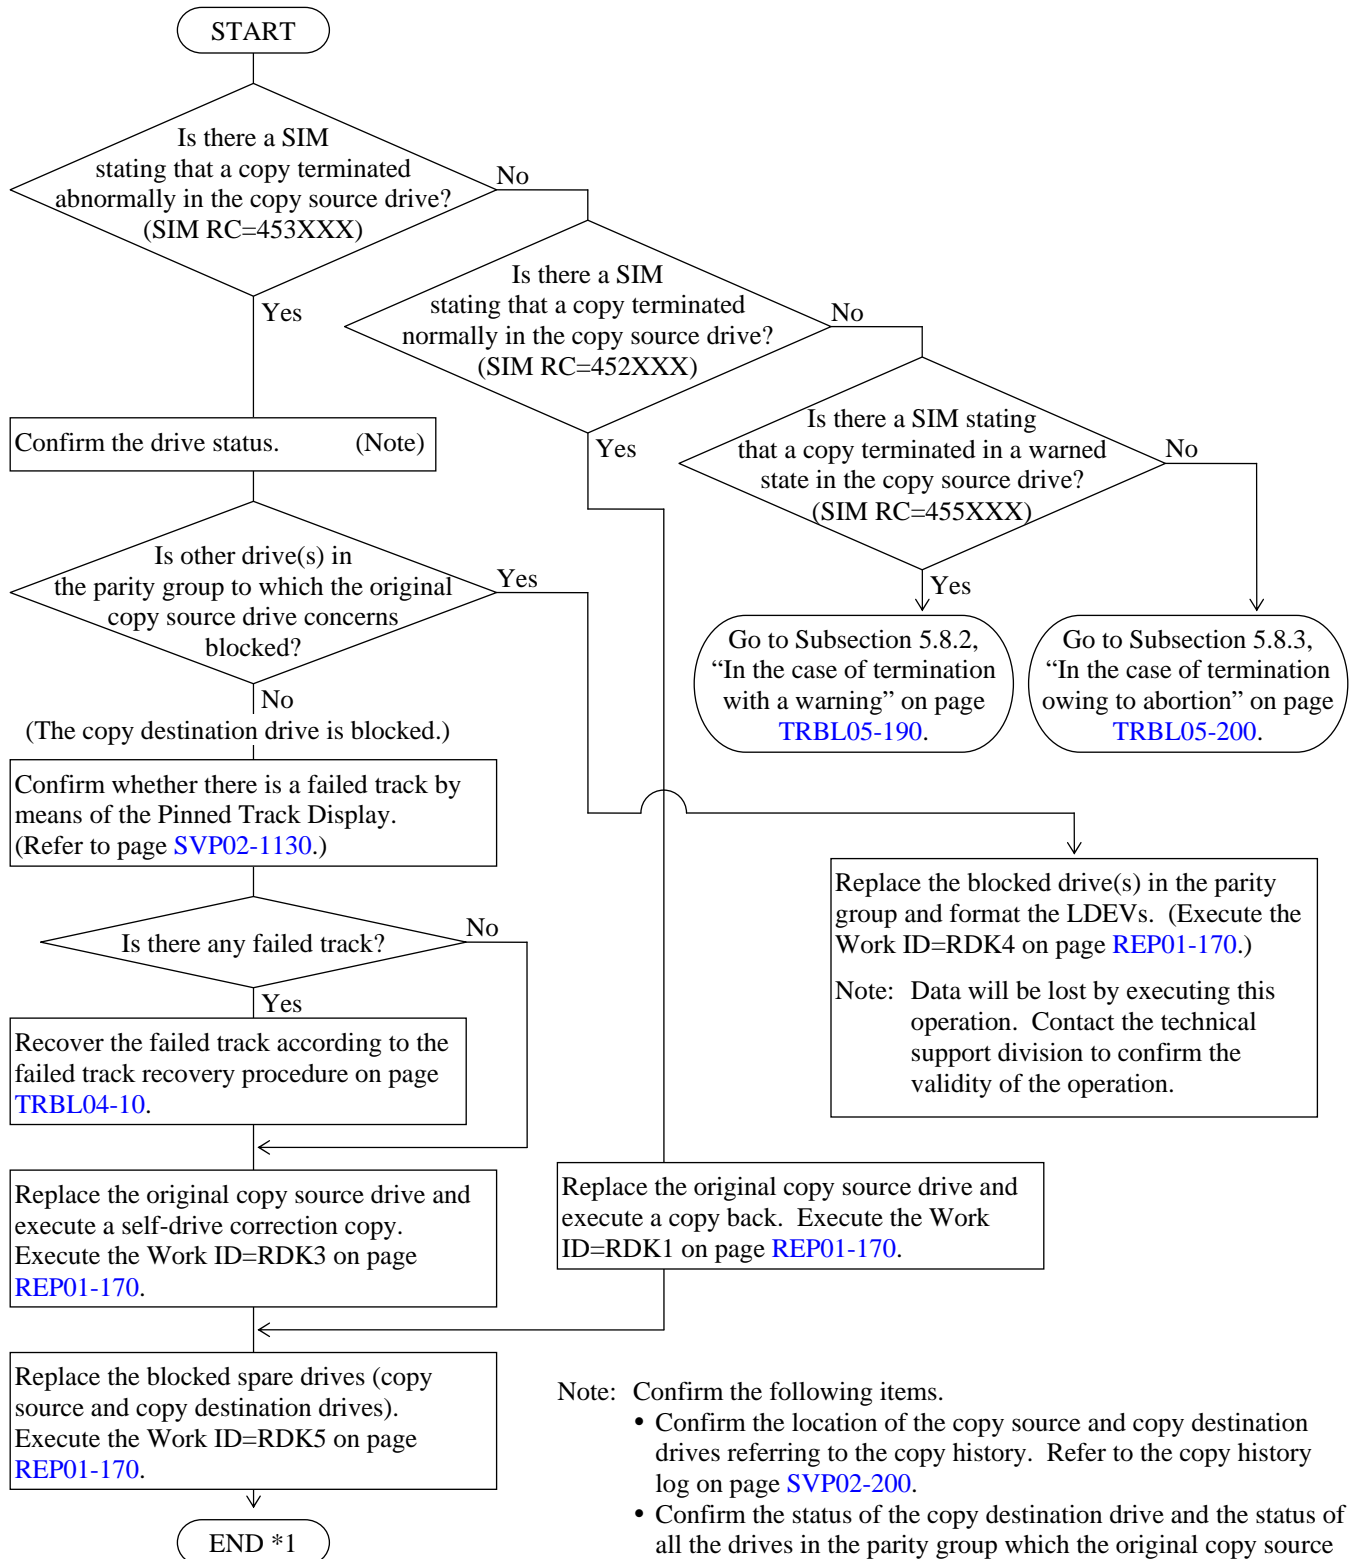 START
Is there a SIM
stating that a copy terminated
abnormally in the copy source drive?
(SIM RC=453XXX)
No
Yes
Is there a SIM
stating that a copy terminated
normally in the copy source drive?
(SIM RC=452XXX)
No
Yes
Is there a SIM stating
that a copy terminated in a warned
state in the copy source drive?
(SIM RC=455XXX)
No
Yes
Confirm the drive status. (Note)
Is other drive(s) in
the parity group to which the original
copy source drive concerns
blocked?
Yes
No
(The copy destination drive is blocked.)
Go to Subsection 5.8.2,
“In the case of termination
with a warning” on page
TRBL05-190.
Go to Subsection 5.8.3,
“In the case of termination
owing to abortion” on page
TRBL05-200.
Confirm whether there is a failed track by
means of the Pinned Track Display.
(Refer to page SVP02-1130.)
Is there any failed track?
No
Yes
Recover the failed track according to the
failed track recovery procedure on page
TRBL04-10.
Replace the blocked drive(s) in the parity
group and format the LDEVs. (Execute the
Work ID=RDK4 on page REP01-170.)
Note: Data will be lost by executing this
operation. Contact the technical
support division to confirm the
validity of the operation.
Replace the original copy source drive and
execute a self-drive correction copy.
Execute the Work ID=RDK3 on page
REP01-170.
Replace the original copy source drive and
execute a copy back. Execute the Work
ID=RDK1 on page REP01-170.
Replace the blocked spare drives (copy
source and copy destination drives).
Execute the Work ID=RDK5 on page
REP01-170.
END *1
Note: Confirm the following items.
• Confirm the location of the copy source and copy destination
drives referring to the copy history. Refer to the copy history
log on page SVP02-200.
• Confirm the status of the copy destination drive and the status of
all the drives in the parity group which the original copy source